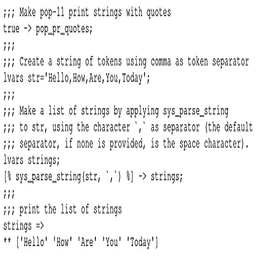 ;;; Make pop-11 print strings with quotes
true -> pop_pr_quotes;
;;;
;;; Create a string of tokens using comma as token separator
lvars str='Hello,How,Are,You,Today';
;;;
;;; Make a list of strings by applying sys_parse_string
;;; to str, using the character `,` as separator (the default
;;; separator, if none is provided, is the space character).
lvars strings;
[% sys_parse_string(str, `,`) %] -> strings;
;;;
;;; print the list of strings
strings =>
** ['Hello' 'How' 'Are' 'You' 'Today']